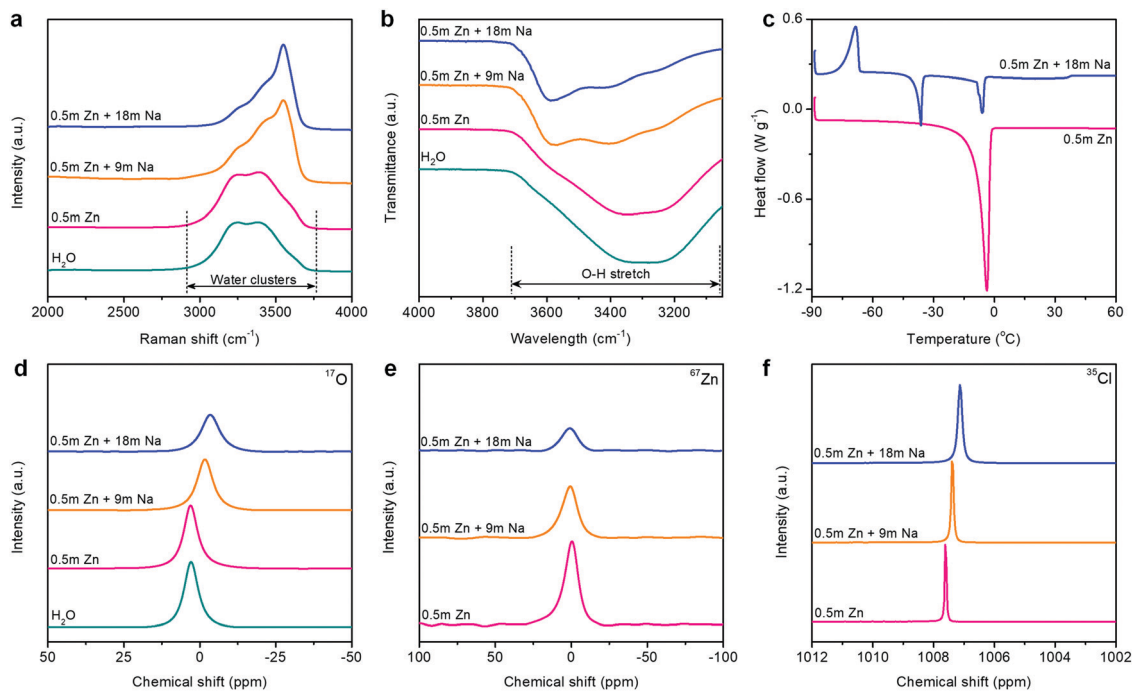 a
Intensity (a.u.)
0.5m Zn + 18m Na
0.5m Zn + 9m Na
0.5m Zn
H₂O
Water clusters
2000 2500 3000 3500 4000
Raman shift (cm⁻¹)
b
Transmittance (a.u.)
0.5m Zn + 18m Na
0.5m Zn + 9m Na
0.5m Zn
H₂O
O-H stretch
4000 3800 3600 3400 3200
Wavelength (cm⁻¹)
c
Heat flow (W g⁻¹)
0.6
0.0
-0.6
-1.2
0.5m Zn + 18m Na
0.5m Zn
-90 -60 -30 0 30 60
Temperature (°C)
d
¹⁷O
Intensity (a.u.)
0.5m Zn + 18m Na
0.5m Zn + 9m Na
0.5m Zn
H₂O
50 25 0 -25 -50
Chemical shift (ppm)
e
⁶⁷Zn
Intensity (a.u.)
0.5m Zn + 18m Na
0.5m Zn + 9m Na
0.5m Zn
100 50 0 -50 -100
Chemical shift (ppm)
f
³⁵Cl
Intensity (a.u.)
0.5m Zn + 18m Na
0.5m Zn + 9m Na
0.5m Zn
1012 1010 1008 1006 1004 1002
Chemical shift (ppm)